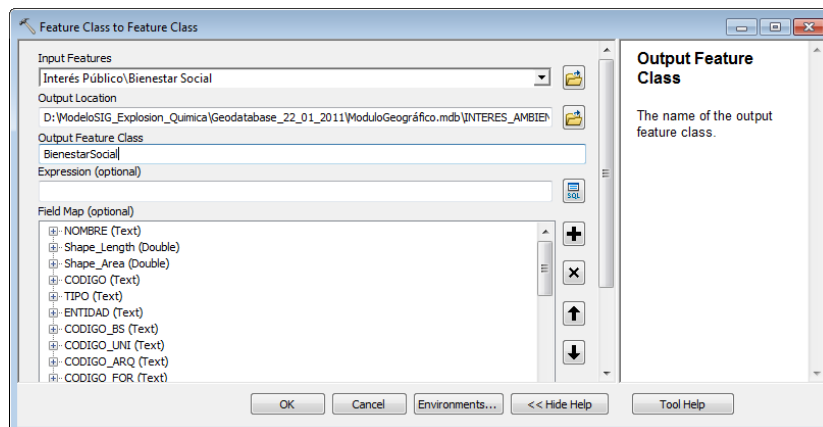 Feature Class to Feature Class
Input Features
Interés Público\Bienestar Social
Output Location
D:\ModeloSIG_Explosion_Quimica\Geodatabase_22_01_2011\ModuloGeográfico.mdb\INTERES_AMBIEN
Output Feature Class
BienestarSocial
Expression (optional)
SQL
Field Map (optional)
NOMBRE (Text)
Shape_Length (Double)
Shape_Area (Double)
CODIGO (Text)
TIPO (Text)
ENTIDAD (Text)
CODIGO_BS (Text)
CODIGO_UNI (Text)
CODIGO_ARQ (Text)
CODIGO_FOR (Text)
OK
Cancel
Environments...
<< Hide Help
Output Feature
Class
The name of the output
feature class.
Tool Help